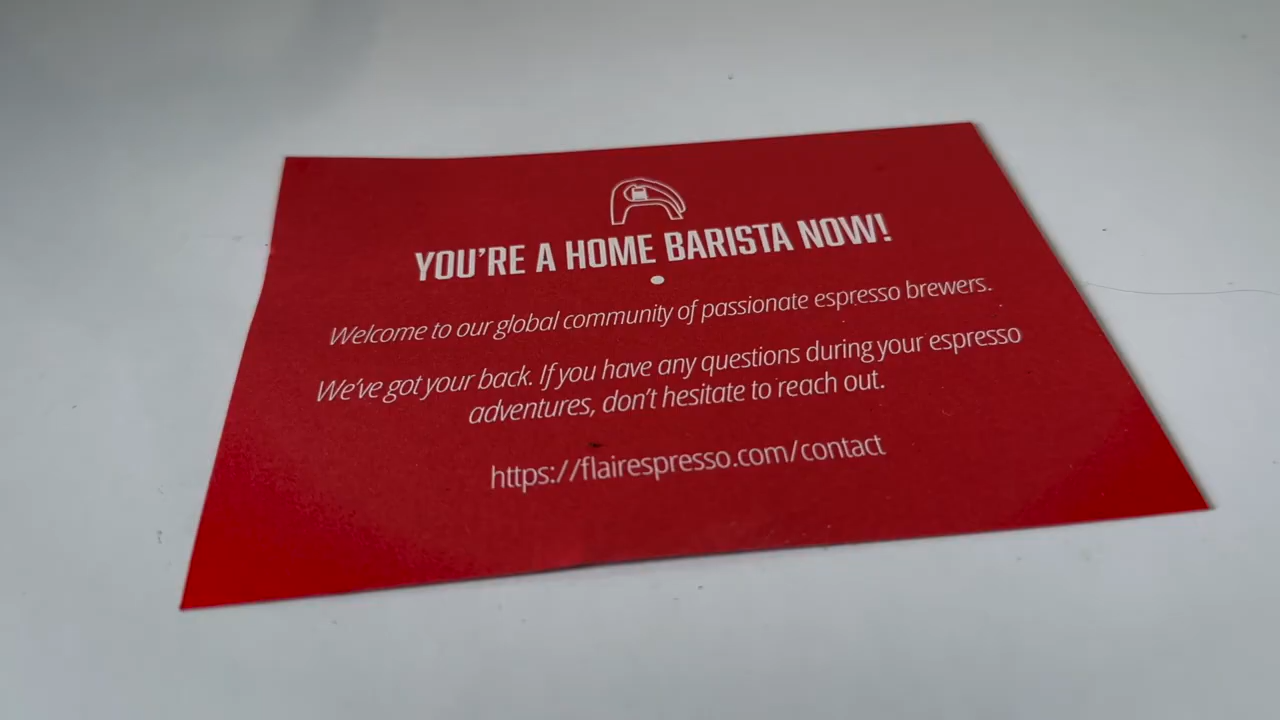 YOU'RE A HOME BARISTA NOW!
Welcome to our global community of passionate espresso brewers.
We've got your back. If you have any questions during your espresso
adventures, don't hesitate to reach out.
https://flairespresso.com/contact